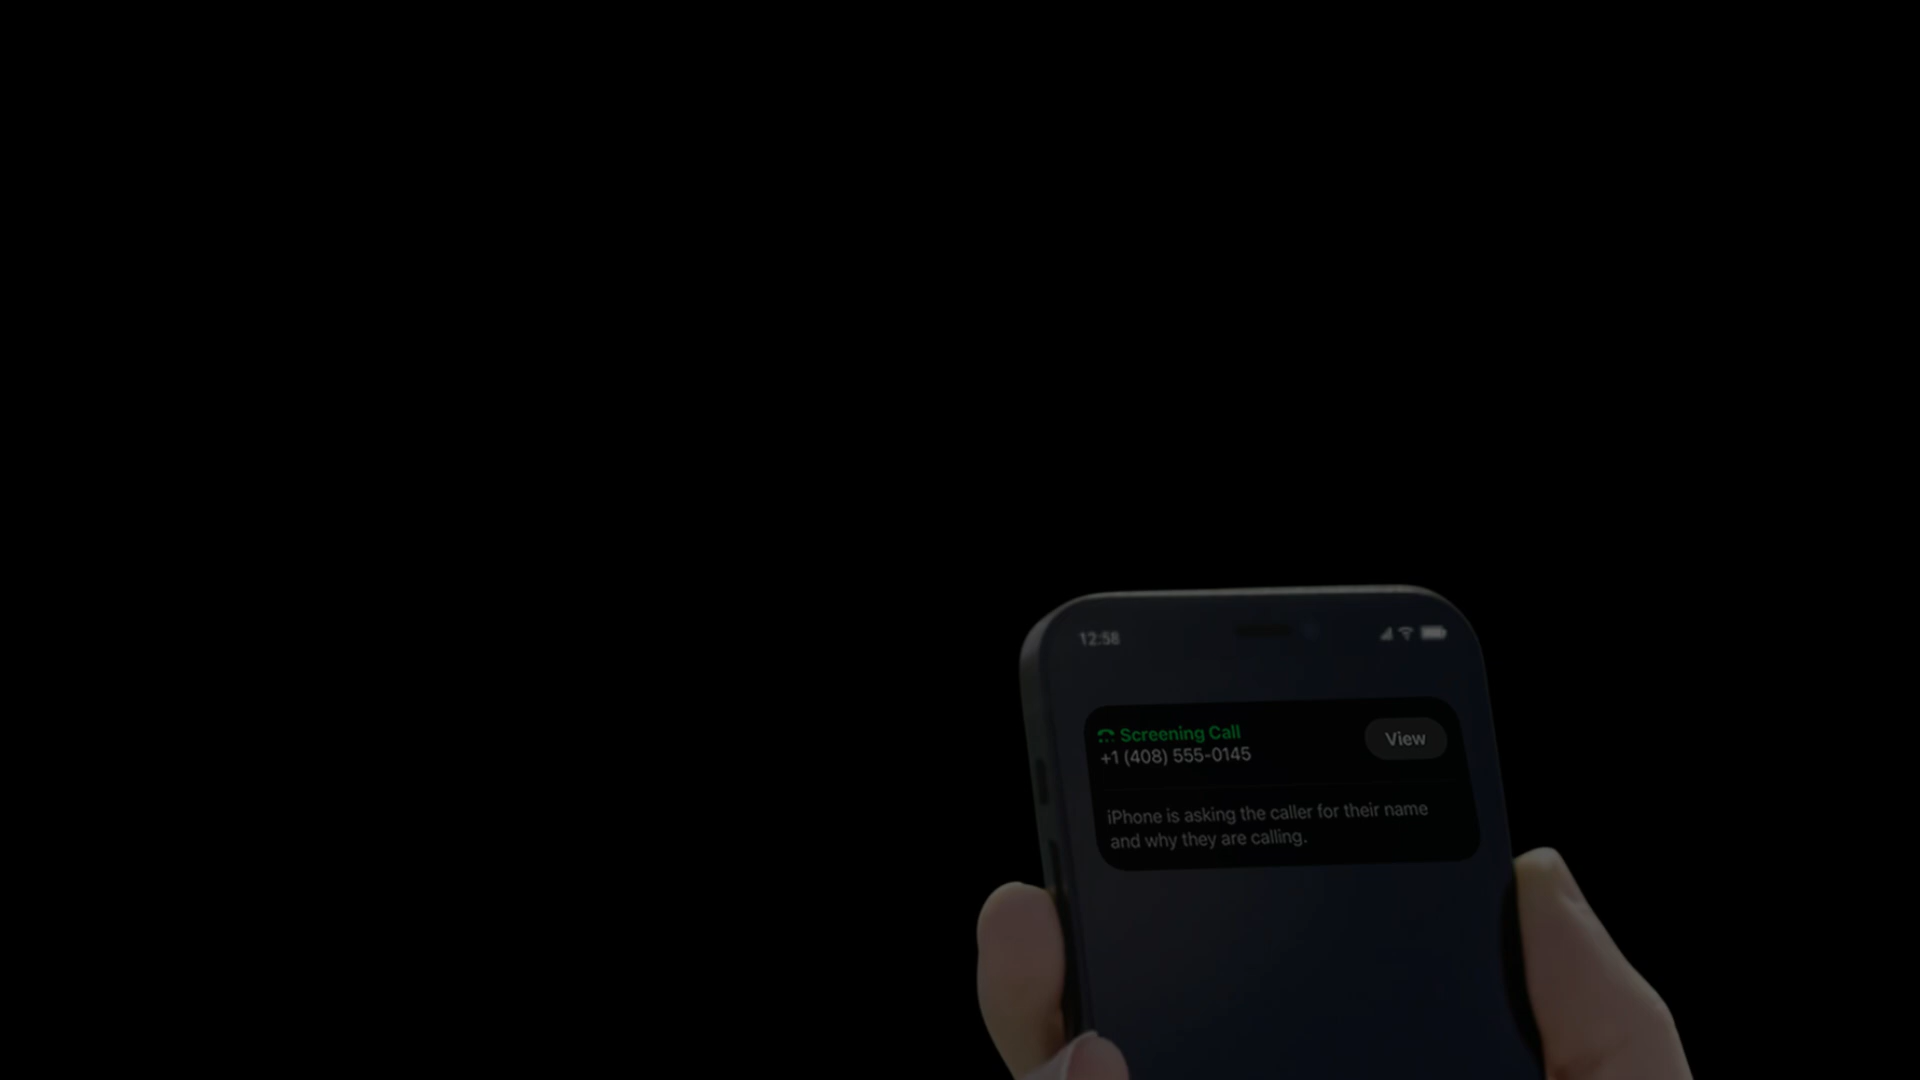 12:58
Screening Call
+1 (408) 555-0145
View
iPhone is asking the caller for their name
and why they are calling.